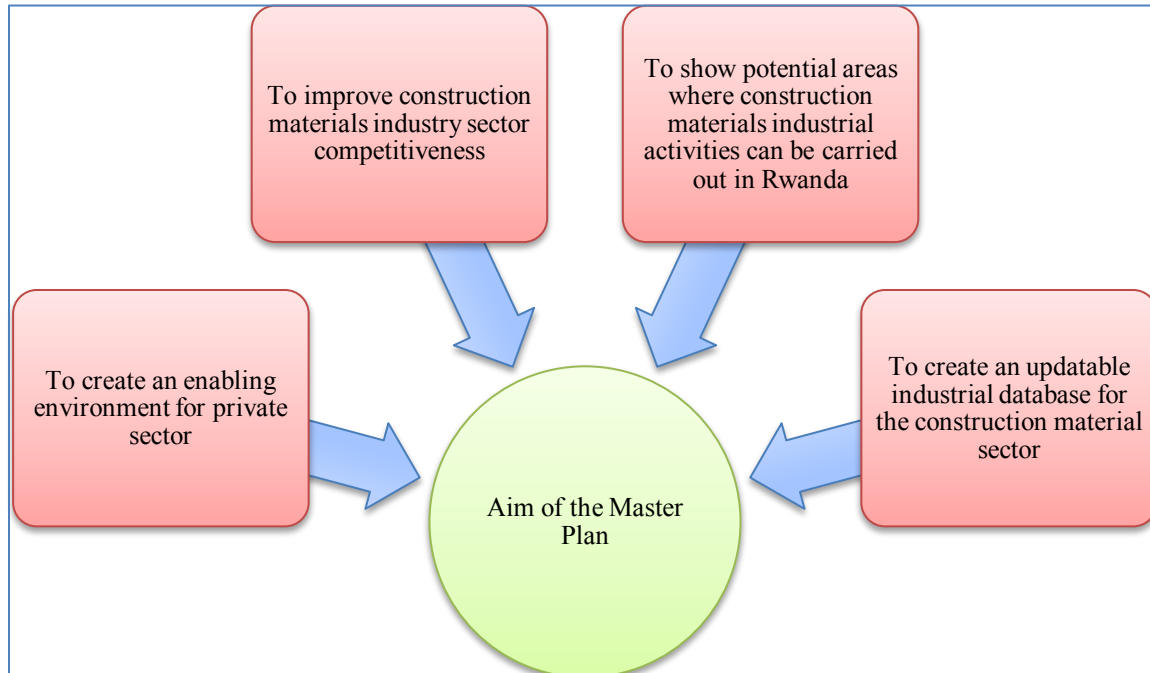 To improve construction
materials industry sector
competitiveness
To show potential areas
where construction
materials industrial
activities can be carried
out in Rwanda
To create an enabling
environment for private
sector
To create an updatable
industrial database for
the construction material
sector
Aim of the Master
Plan